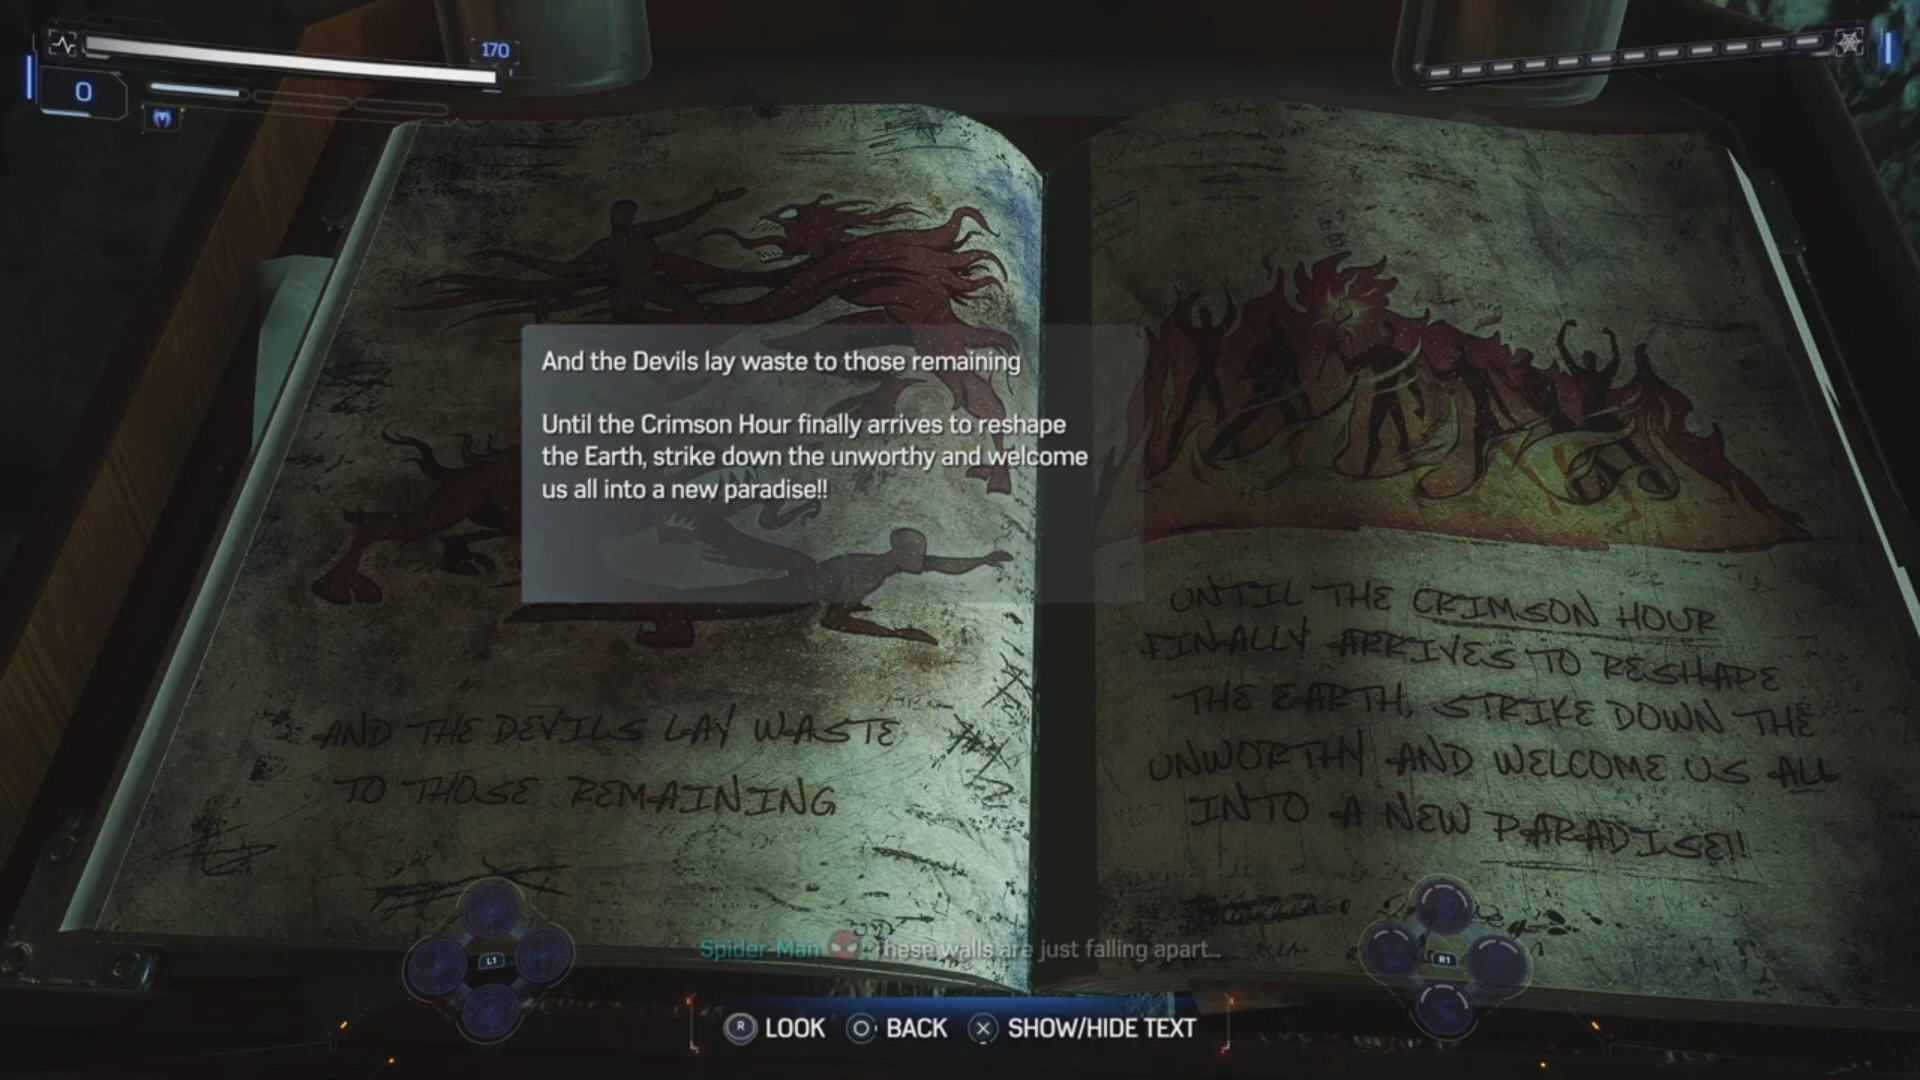 170
0
And the Devils lay waste to those remaining
Until the Crimson Hour finally arrives to reshape
the Earth, strike down the unworthy and welcome
us all into a new paradise!!
AND THE DEVILS LAY WASTE
TO THOSE REMAINING
UNTIL THE CRIMSON HOUR
FINALLY ARRIVES TO RESHAPE
THE EARTH, STRIKE DOWN THE
UNWORTHY AND WELCOME US ALL
INTO A NEW PARADISE!!
Spider-Man : These walls are just falling apart...
L1
R1
R LOOK BACK SHOW/HIDE TEXT